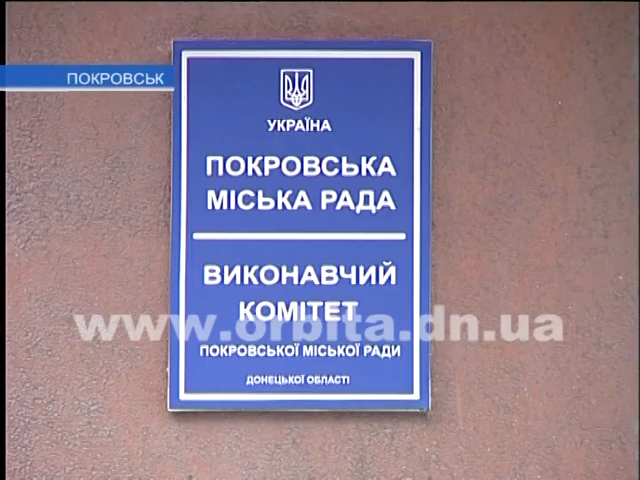 ПОКРОВСЬК
УКРАЇНА
ПОКРОВСЬКА
МІСЬКА РАДА
ВИКОНАВЧИЙ
КОМІТЕТ
www.orbita.dn.ua
ПОКРОВСЬКОЇ МІСЬКОЇ РАДИ
ДОНЕЦЬКОЇ ОБЛАСТІ